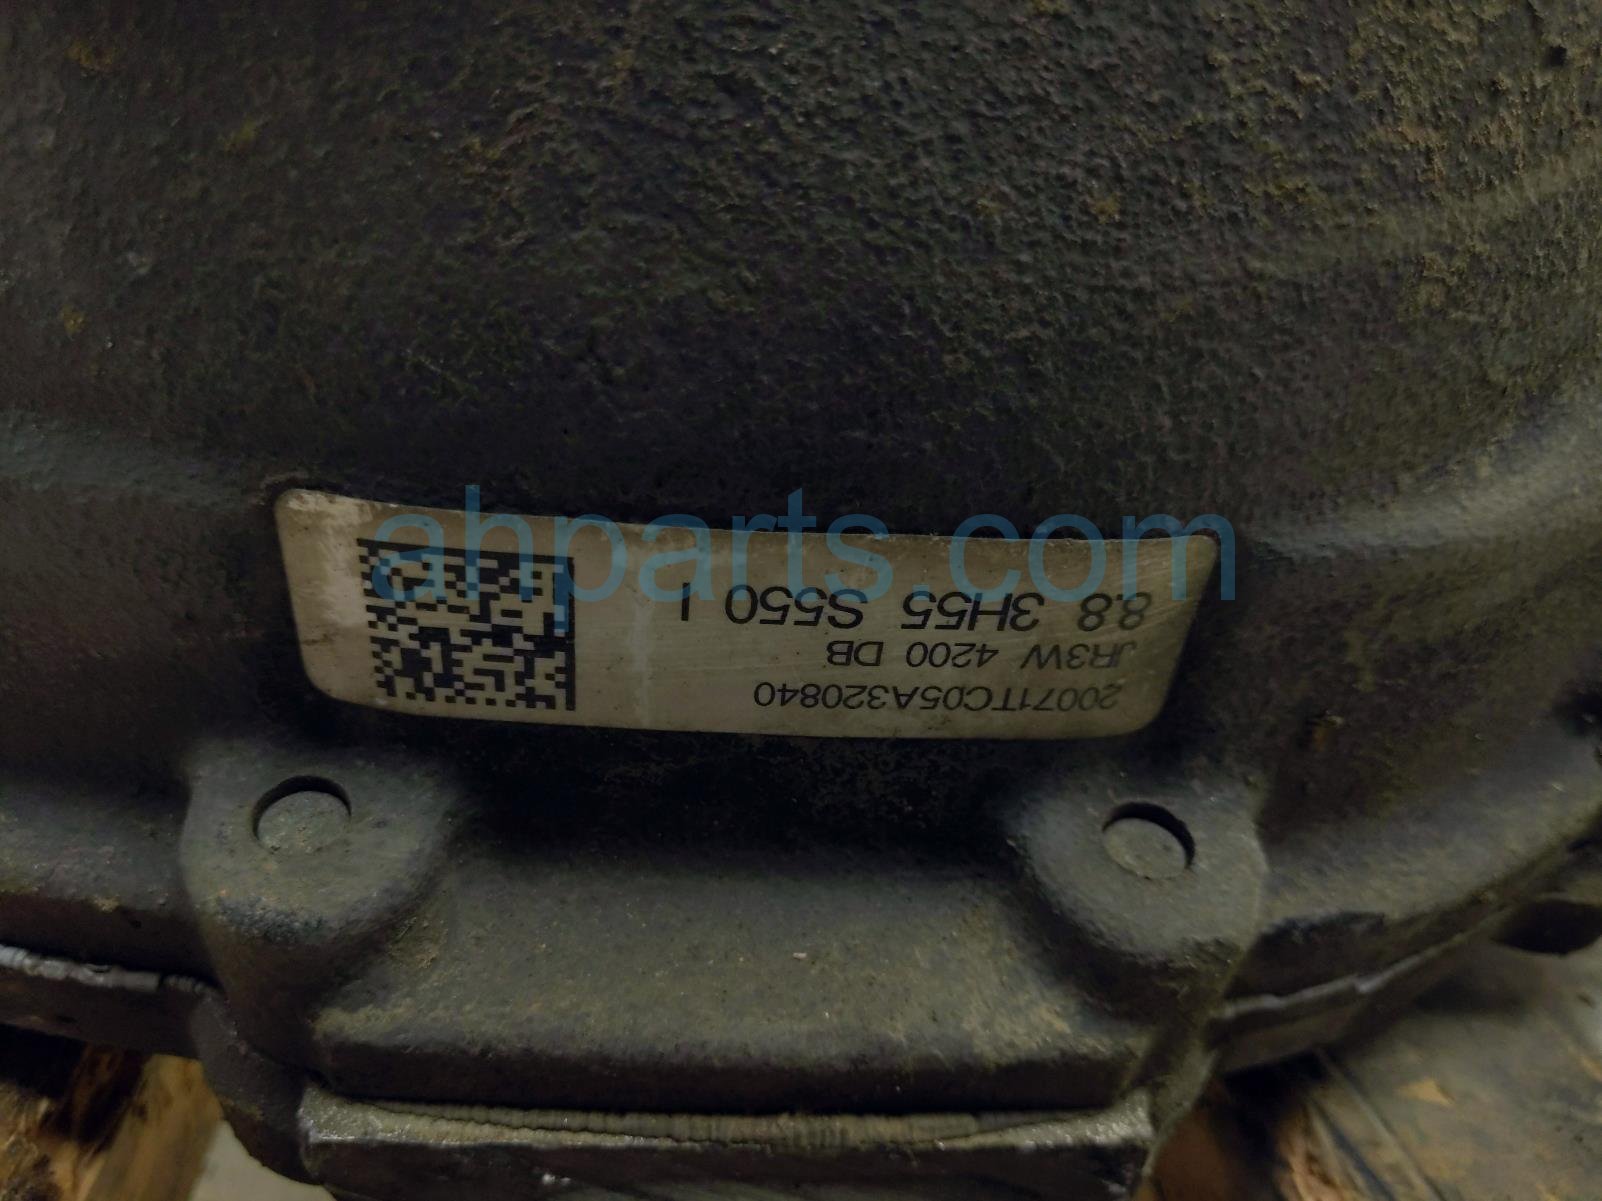 ahparts.com
20071TC05A320840
JR3W 4200 DB
8.8 3H55 S550 I